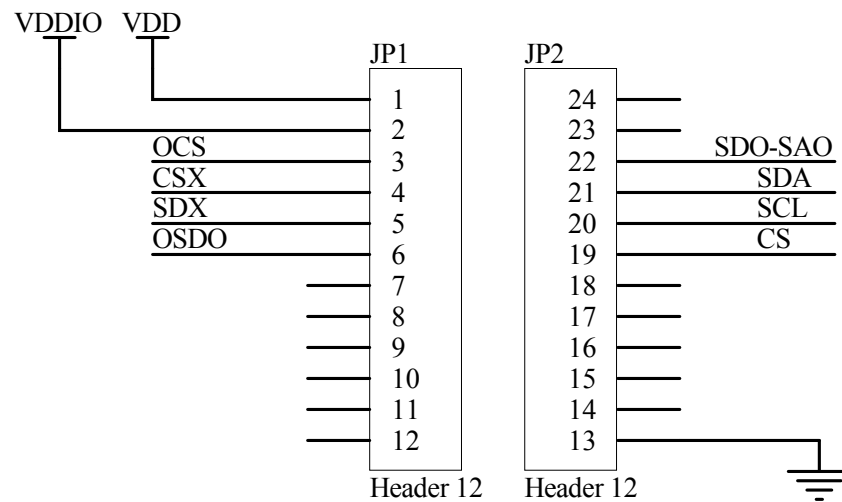 VDDIO VDD
JP1 JP2
1 24
2 23
OCS 3 22 SDO-SAO
CSX 4 21 SDA
SDX 5 20 SCL
OSDO 6 19 CS
7 18
8 17
9 16
10 15
11 14
12 13
Header 12 Header 12